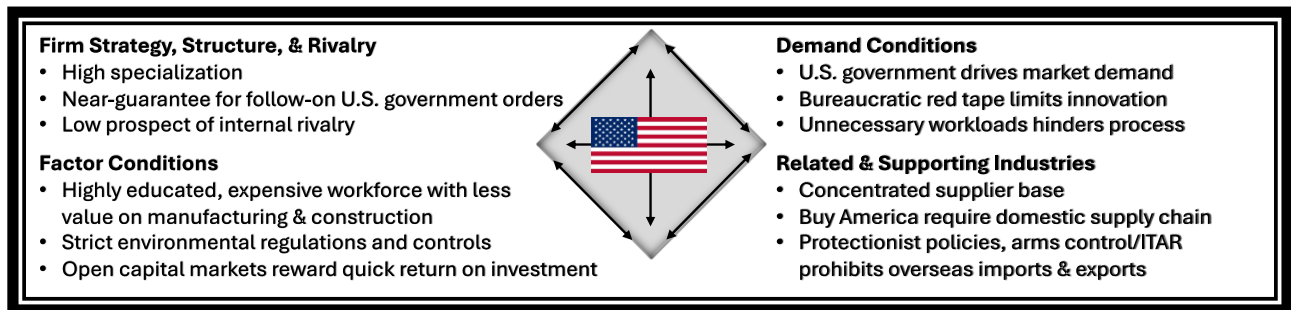 Firm Strategy, Structure, & Rivalry
• High specialization
• Near-guarantee for follow-on U.S. government orders
• Low prospect of internal rivalry
Factor Conditions
• Highly educated, expensive workforce with less
value on manufacturing & construction
• Strict environmental regulations and controls
• Open capital markets reward quick return on investment
Demand Conditions
• U.S. government drives market demand
• Bureaucratic red tape limits innovation
• Unnecessary workloads hinders process
Related & Supporting Industries
• Concentrated supplier base
• Buy America require domestic supply chain
• Protectionist policies, arms control/ITAR
prohibits overseas imports & exports